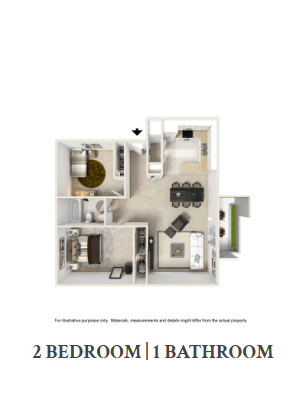 For illustrative purposes only. Materials, measurements and details might differ from the actual property.
2 BEDROOM | 1 BATHROOM